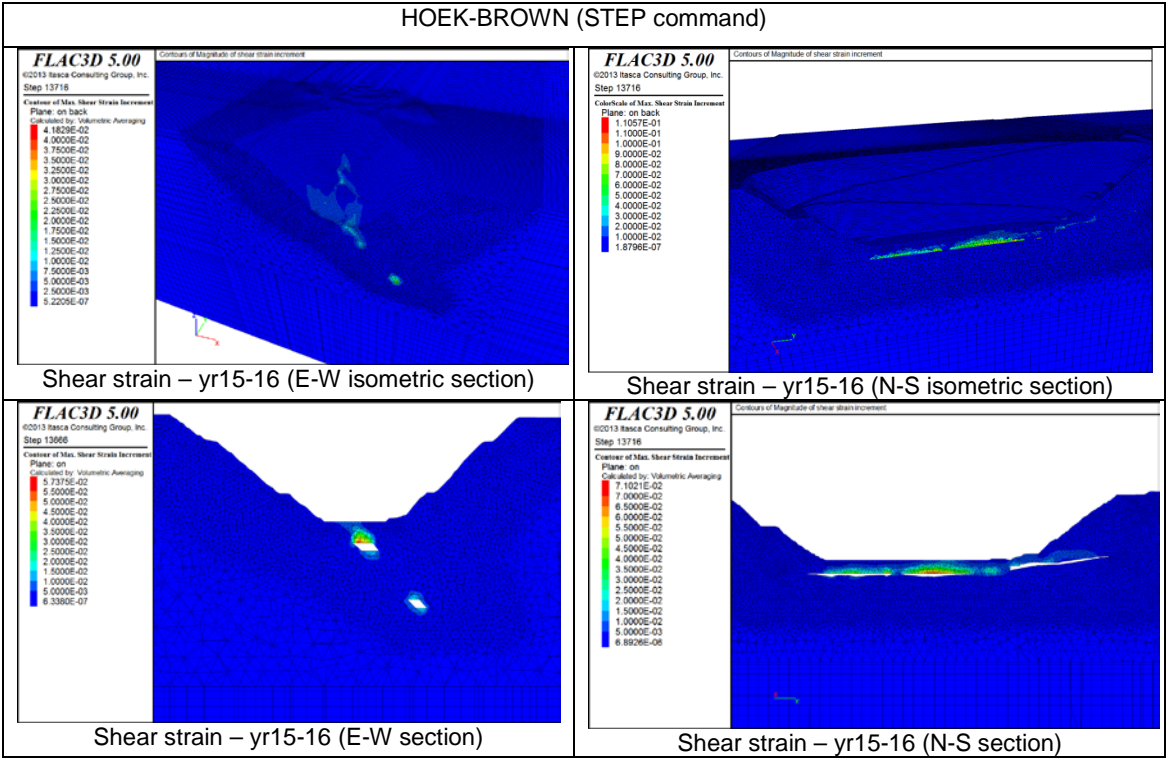 HOEK-BROWN (STEP command)
FLAC3D 5.00
©2013 Itasca Consulting Group, Inc.
Step 13716
Contour of Max. Shear Strain Increment
Plane: on back
Calculated by: Volumetric Averaging
4.1829E-02
4.0000E-02
3.7500E-02
3.5000E-02
3.2500E-02
3.0000E-02
2.7500E-02
2.5000E-02
2.2500E-02
2.0000E-02
1.7500E-02
1.5000E-02
1.2500E-02
1.0000E-02
7.5000E-03
5.0000E-03
2.5000E-03
5.2205E-07
Contours of Magnitude of shear strain increment
Shear strain – yr15-16 (E-W isometric section)
FLAC3D 5.00
©2013 Itasca Consulting Group, Inc.
Step 13716
ColorScale of Max. Shear Strain Increment
Plane: on back
Calculated by: Volumetric Averaging
1.1057E-01
1.1000E-01
1.0000E-01
9.0000E-02
8.0000E-02
7.0000E-02
6.0000E-02
5.0000E-02
4.0000E-02
3.0000E-02
2.0000E-02
1.0000E-02
1.8796E-07
Contours of Magnitude of shear strain increment
Shear strain – yr15-16 (N-S isometric section)
FLAC3D 5.00
©2013 Itasca Consulting Group, Inc.
Step 13666
Contour of Max. Shear Strain Increment
Plane: on
Calculated by: Volumetric Averaging
5.7375E-02
5.5000E-02
5.0000E-02
4.5000E-02
4.0000E-02
3.5000E-02
3.0000E-02
2.5000E-02
2.0000E-02
1.5000E-02
1.0000E-02
5.0000E-03
6.3380E-07
Shear strain – yr15-16 (E-W section)
FLAC3D 5.00
©2013 Itasca Consulting Group, Inc.
Step 13716
Contour of Max. Shear Strain Increment
Plane: on
Calculated by: Volumetric Averaging
7.1021E-02
7.0000E-02
6.5000E-02
6.0000E-02
5.5000E-02
5.0000E-02
4.5000E-02
4.0000E-02
3.5000E-02
3.0000E-02
2.5000E-02
2.0000E-02
1.5000E-02
1.0000E-02
5.0000E-03
6.8926E-06
Contours of Magnitude of shear strain increment
Shear strain – yr15-16 (N-S section)